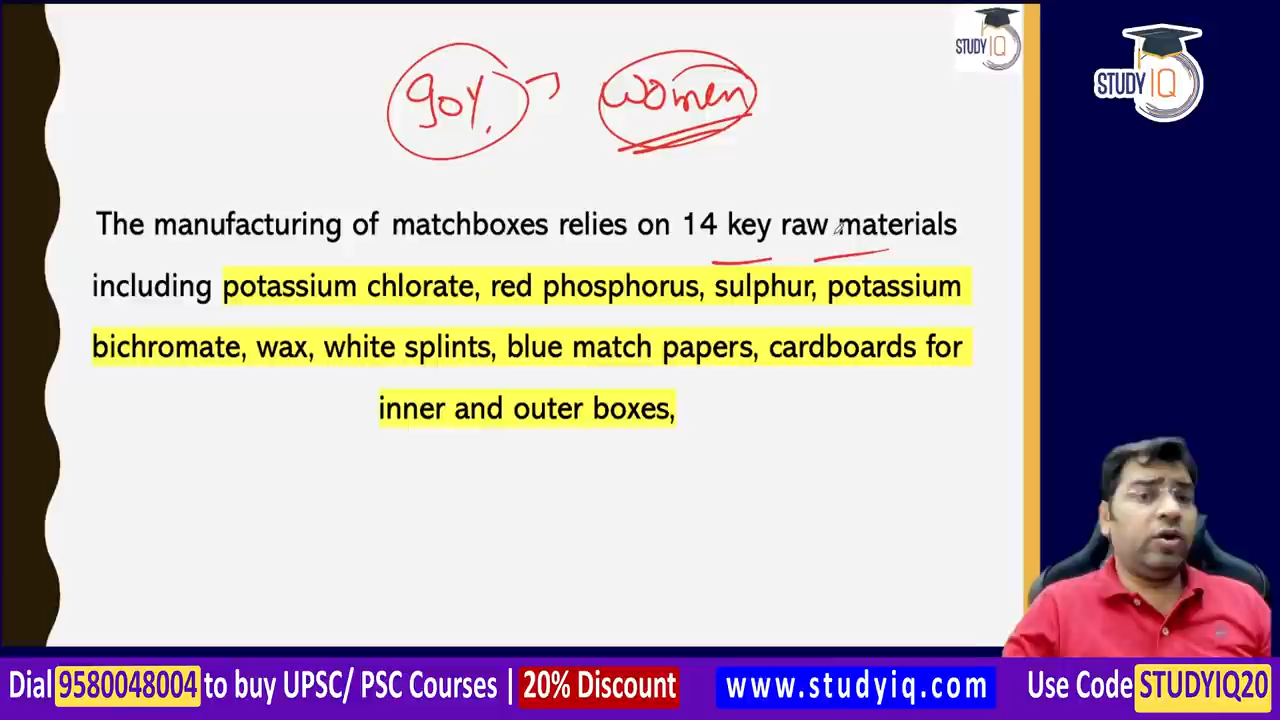 STUDY IQ
STUDY IQ
90%
women
The manufacturing of matchboxes relies on 14 key raw materials
including potassium chlorate, red phosphorus, sulphur, potassium
bichromate, wax, white splints, blue match papers, cardboards for
inner and outer boxes,
Dial 9580048004 to buy UPSC/ PSC Courses | 20% Discount www.studyiq.com Use Code STUDYIQ20